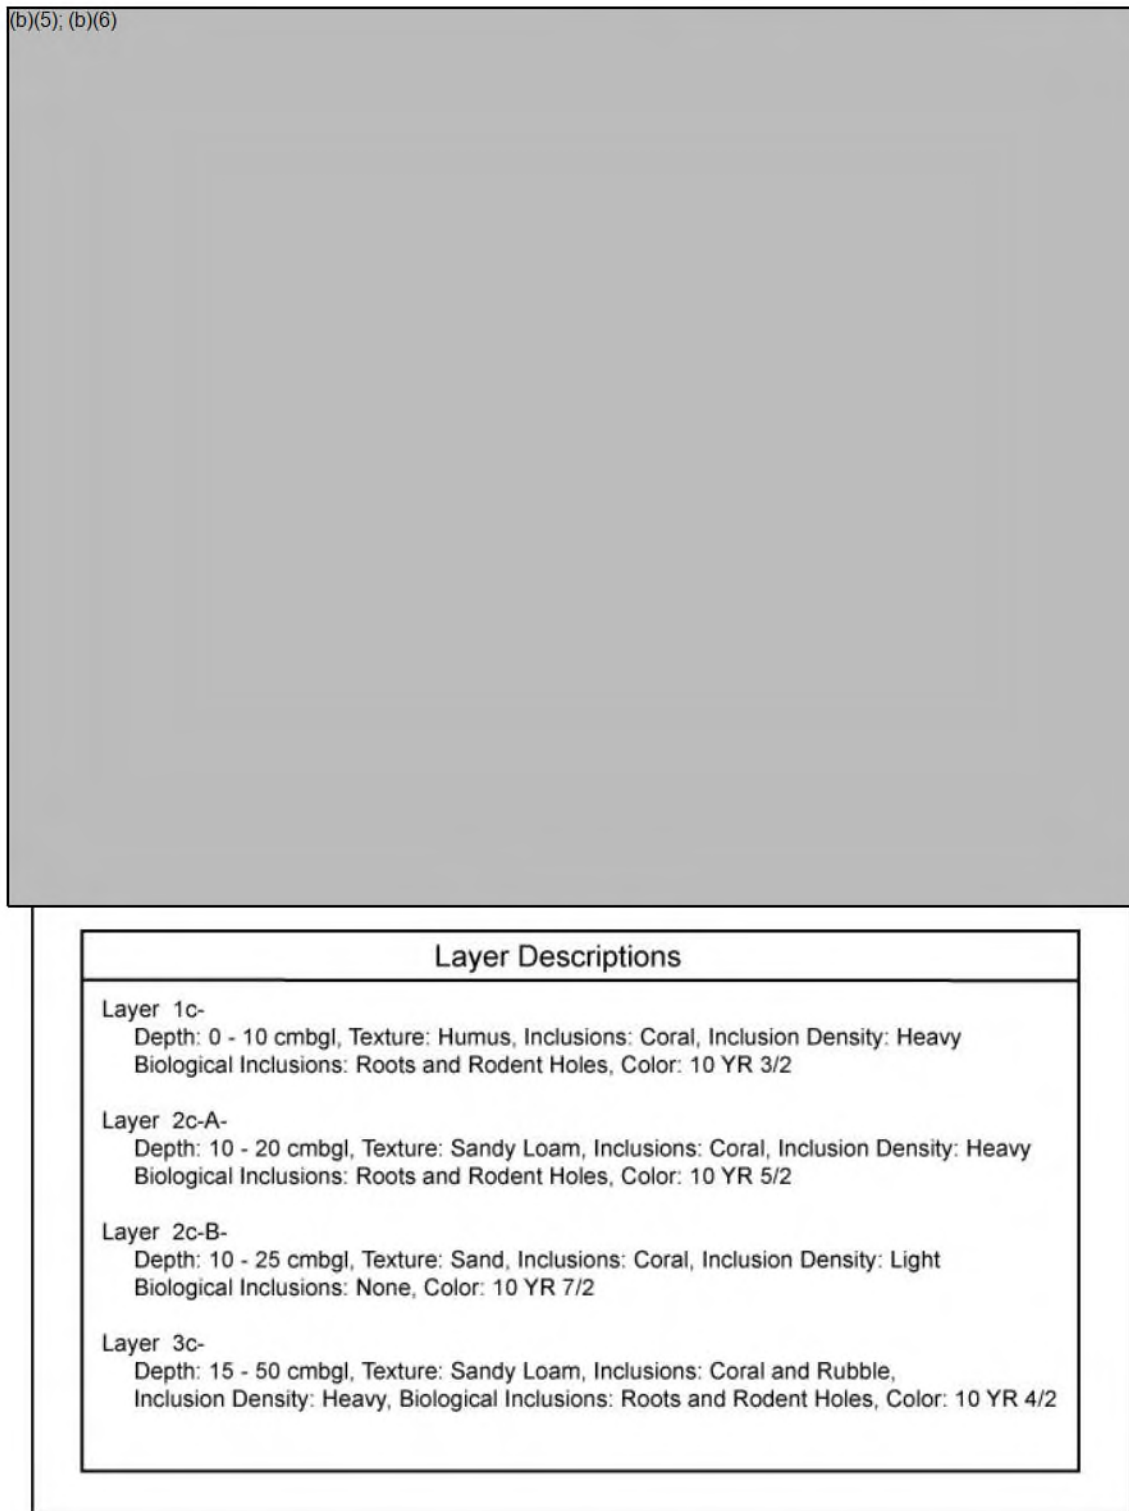 (b)(5); (b)(6)
Layer Descriptions
Layer 1c-
Depth: 0 - 10 cmbgl, Texture: Humus, Inclusions: Coral, Inclusion Density: Heavy
Biological Inclusions: Roots and Rodent Holes, Color: 10 YR 3/2
Layer 2c-A-
Depth: 10 - 20 cmbgl, Texture: Sandy Loam, Inclusions: Coral, Inclusion Density: Heavy
Biological Inclusions: Roots and Rodent Holes, Color: 10 YR 5/2
Layer 2c-B-
Depth: 10 - 25 cmbgl, Texture: Sand, Inclusions: Coral, Inclusion Density: Light
Biological Inclusions: None, Color: 10 YR 7/2
Layer 3c-
Depth: 15 - 50 cmbgl, Texture: Sandy Loam, Inclusions: Coral and Rubble,
Inclusion Density: Heavy, Biological Inclusions: Roots and Rodent Holes, Color: 10 YR 4/2